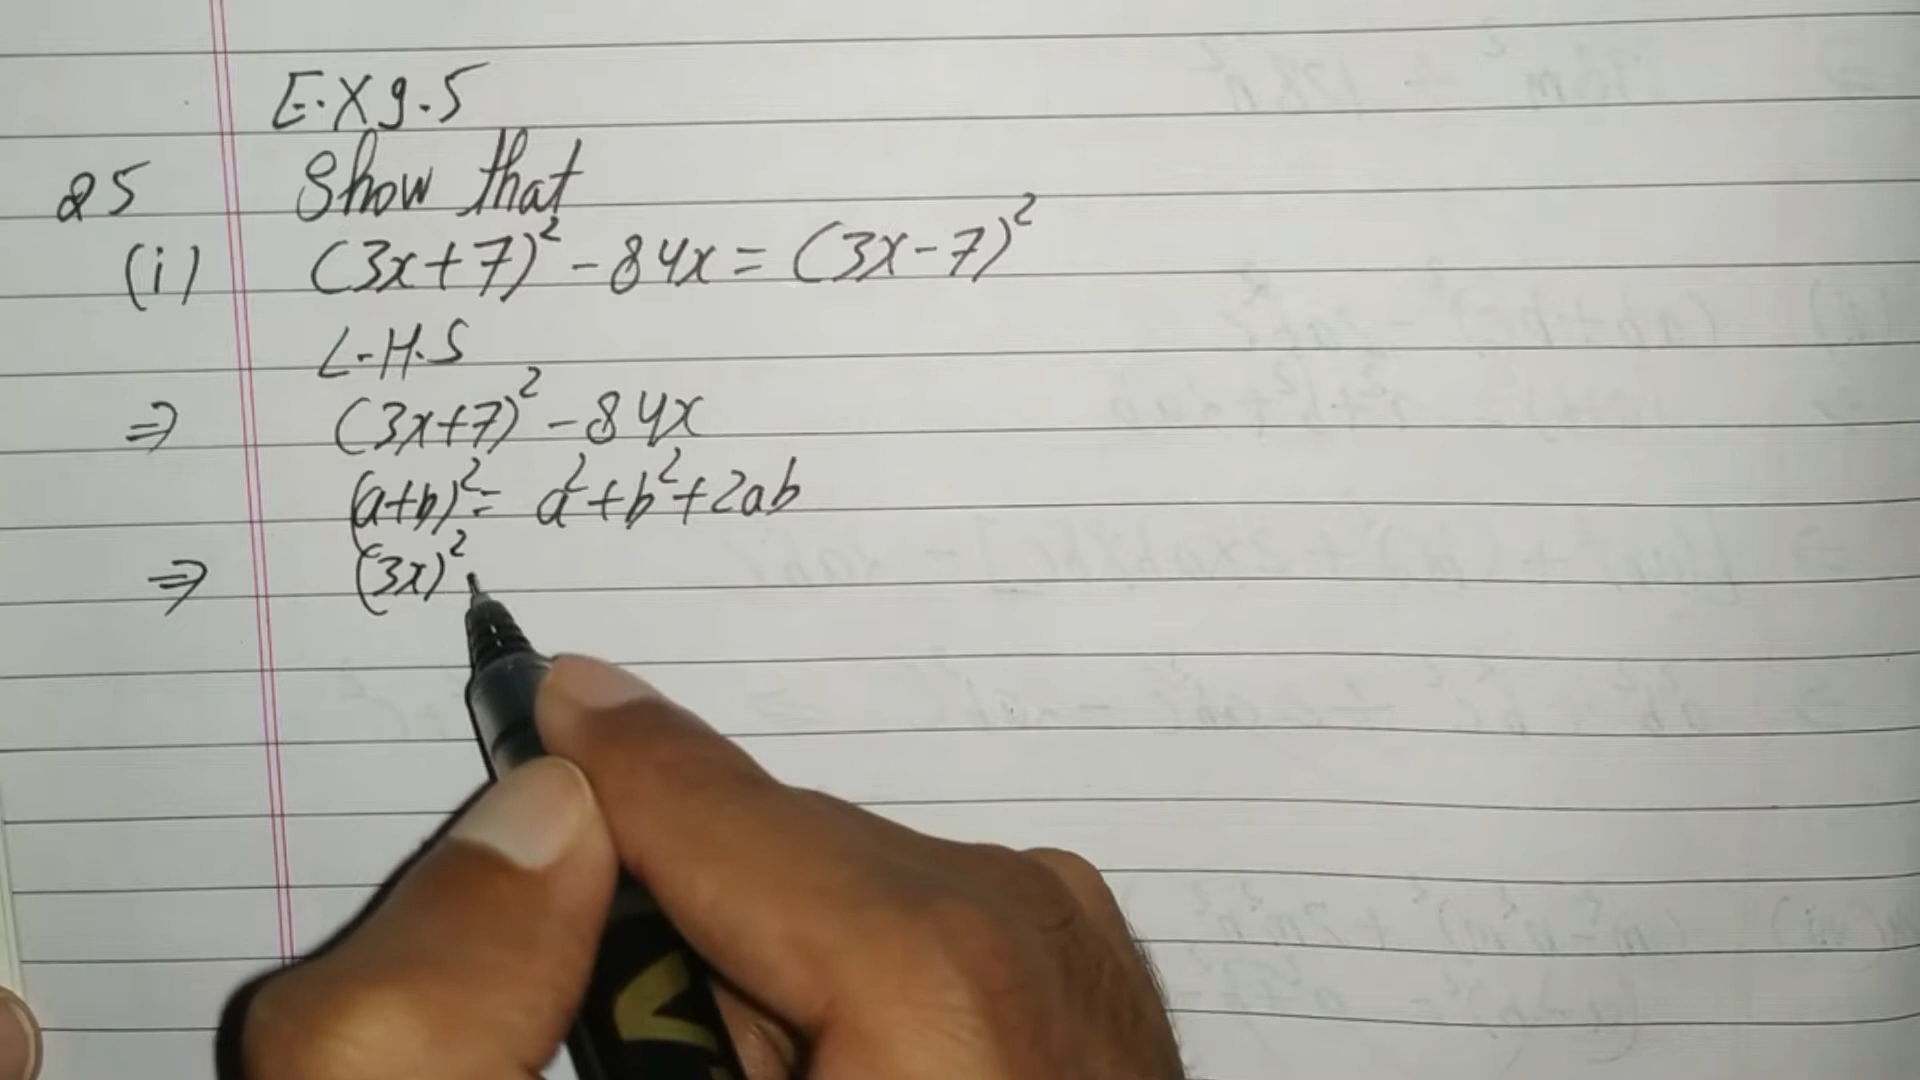 E.X 9.5
Q5 Show that
(i) (3x+7)² - 84x = (3x-7)²
L.H.S
⇒ (3x+7)² - 84x
(a+b)² = a²+b²+2ab
⇒ (3x)²